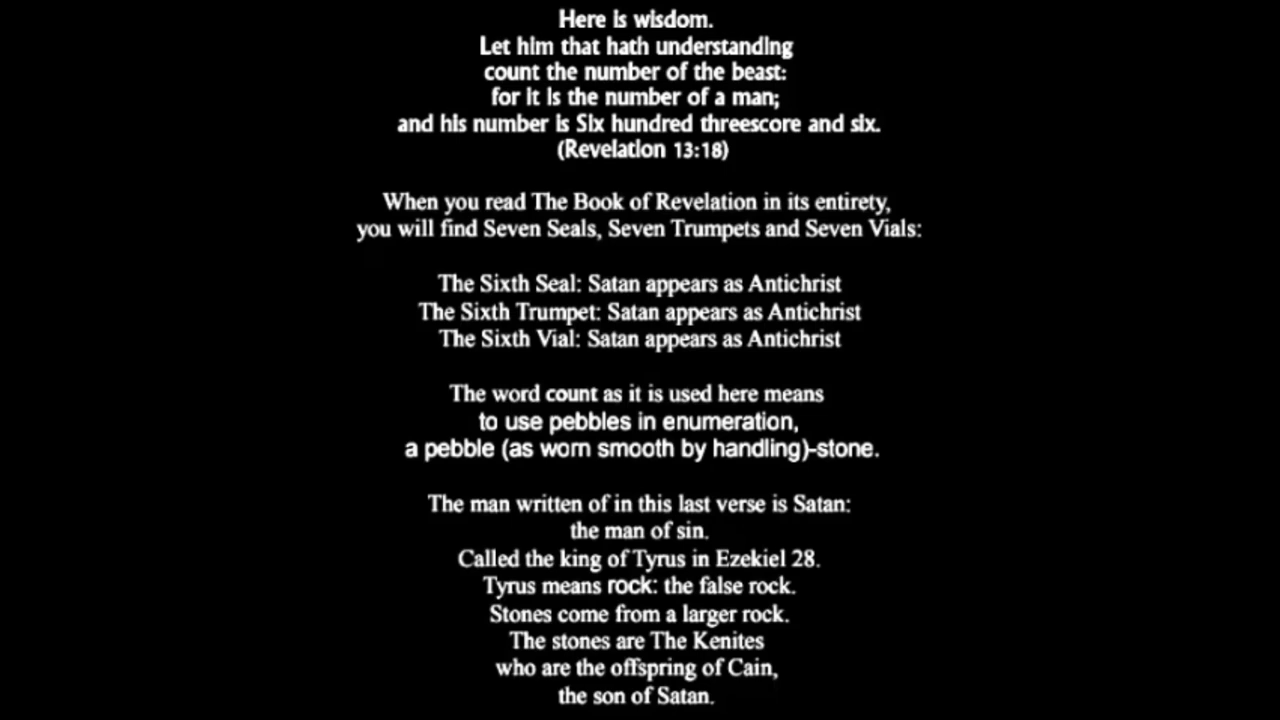 Here is wisdom.
Let him that hath understanding
count the number of the beast:
for it is the number of a man;
and his number is Six hundred threescore and six.
(Revelation 13:18)
When you read The Book of Revelation in its entirety,
you will find Seven Seals, Seven Trumpets and Seven Vials:
The Sixth Seal: Satan appears as Antichrist
The Sixth Trumpet: Satan appears as Antichrist
The Sixth Vial: Satan appears as Antichrist
The word count as it is used here means
to use pebbles in enumeration,
a pebble (as worn smooth by handling)-stone.
The man written of in this last verse is Satan:
the man of sin.
Called the king of Tyrus in Ezekiel 28.
Tyrus means rock: the false rock.
Stones come from a larger rock.
The stones are The Kenites
who are the offspring of Cain,
the son of Satan.